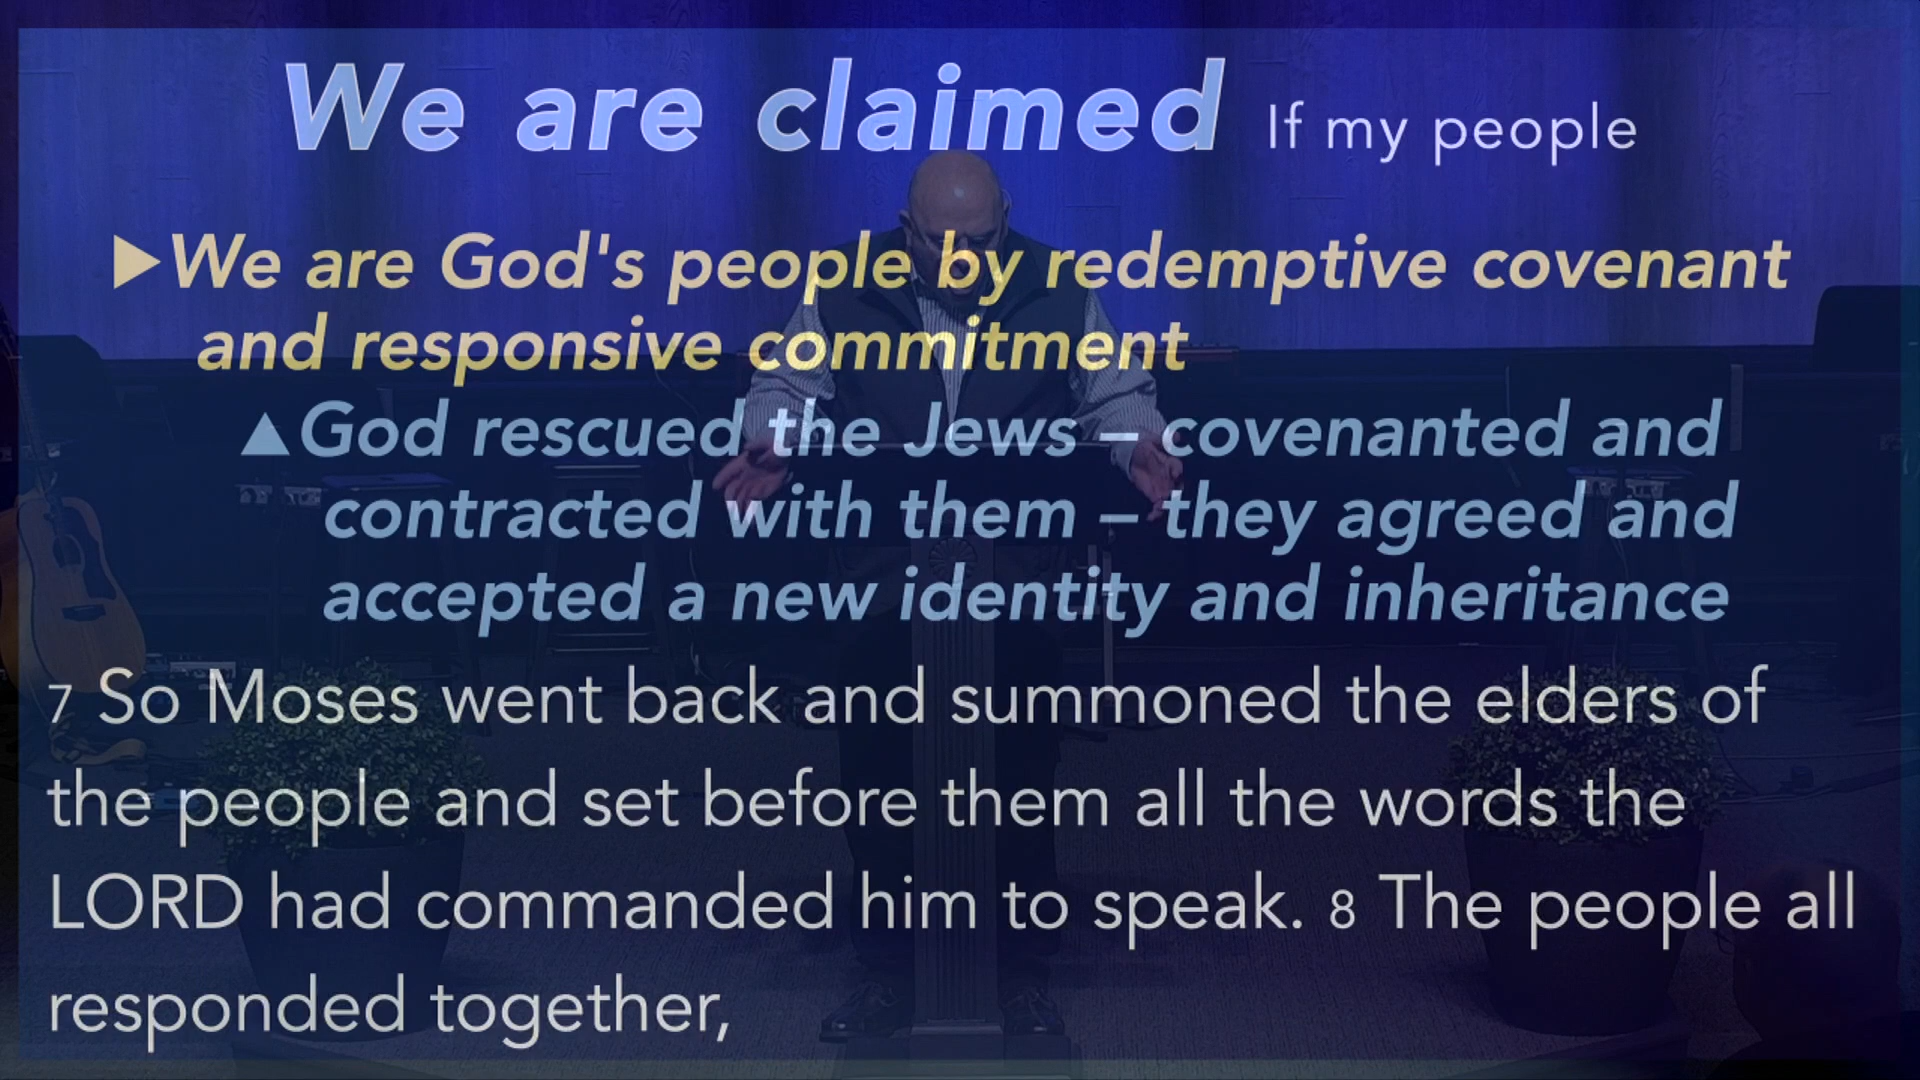 We are claimed If my people
▶We are God's people by redemptive covenant
and responsive commitment
▲God rescued the Jews – covenanted and
contracted with them – they agreed and
accepted a new identity and inheritance
7 So Moses went back and summoned the elders of
the people and set before them all the words the
LORD had commanded him to speak. 8 The people all
responded together,